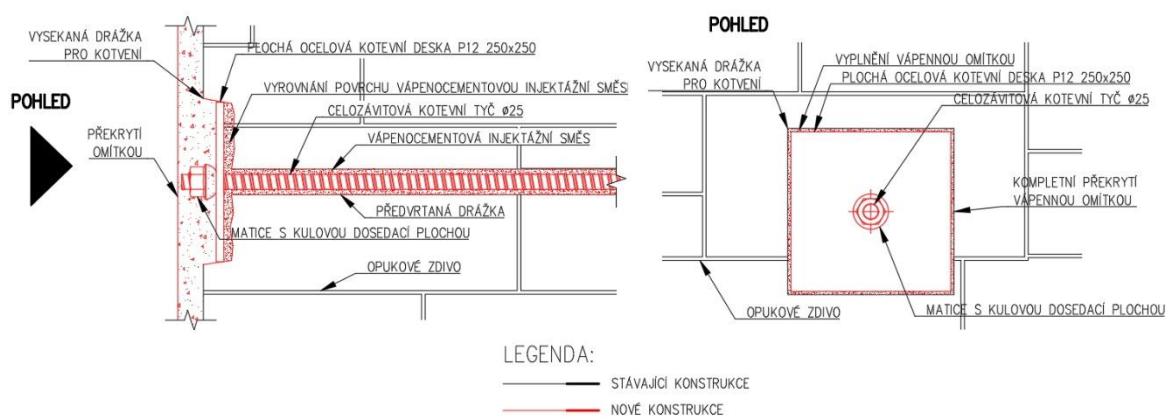 VYSEKANÁ DRÁŽKA
PRO KOTVENÍ
PLOCHÁ OCELOVÁ KOTEVNÍ DESKA P12 250x250
VYROVNÁNÍ POVRCHU VÁPENOCEMENTOVOU INJEKTÁŽNÍ SMĚS
CELOZÁVITOVÁ KOTEVNÍ TYČ ø25
VÁPENOCEMENTOVÁ INJEKTÁŽNÍ SMĚS
POHLED
PŘEKRYTÍ
OMÍTKOU
PŘEDVRTANÁ DRÁŽKA
MATICE S KULOVOU DOSEDACÍ PLOCHOU
OPUKOVÉ ZDIVO
POHLED
VYSEKANÁ DRÁŽKA
PRO KOTVENÍ
VYPLNĚNÍ VÁPENNOU OMÍTKOU
PLOCHÁ OCELOVÁ KOTEVNÍ DESKA P12 250x250
CELOZÁVITOVÁ KOTEVNÍ TYČ ø25
KOMPLETNÍ PŘEKRYTÍ
VÁPENNOU OMÍTKOU
MATICE S KULOVOU DOSEDACÍ PLOCHOU
OPUKOVÉ ZDIVO
LEGENDA:
STÁVAJÍCÍ KONSTRUKCE
NOVÉ KONSTRUKCE